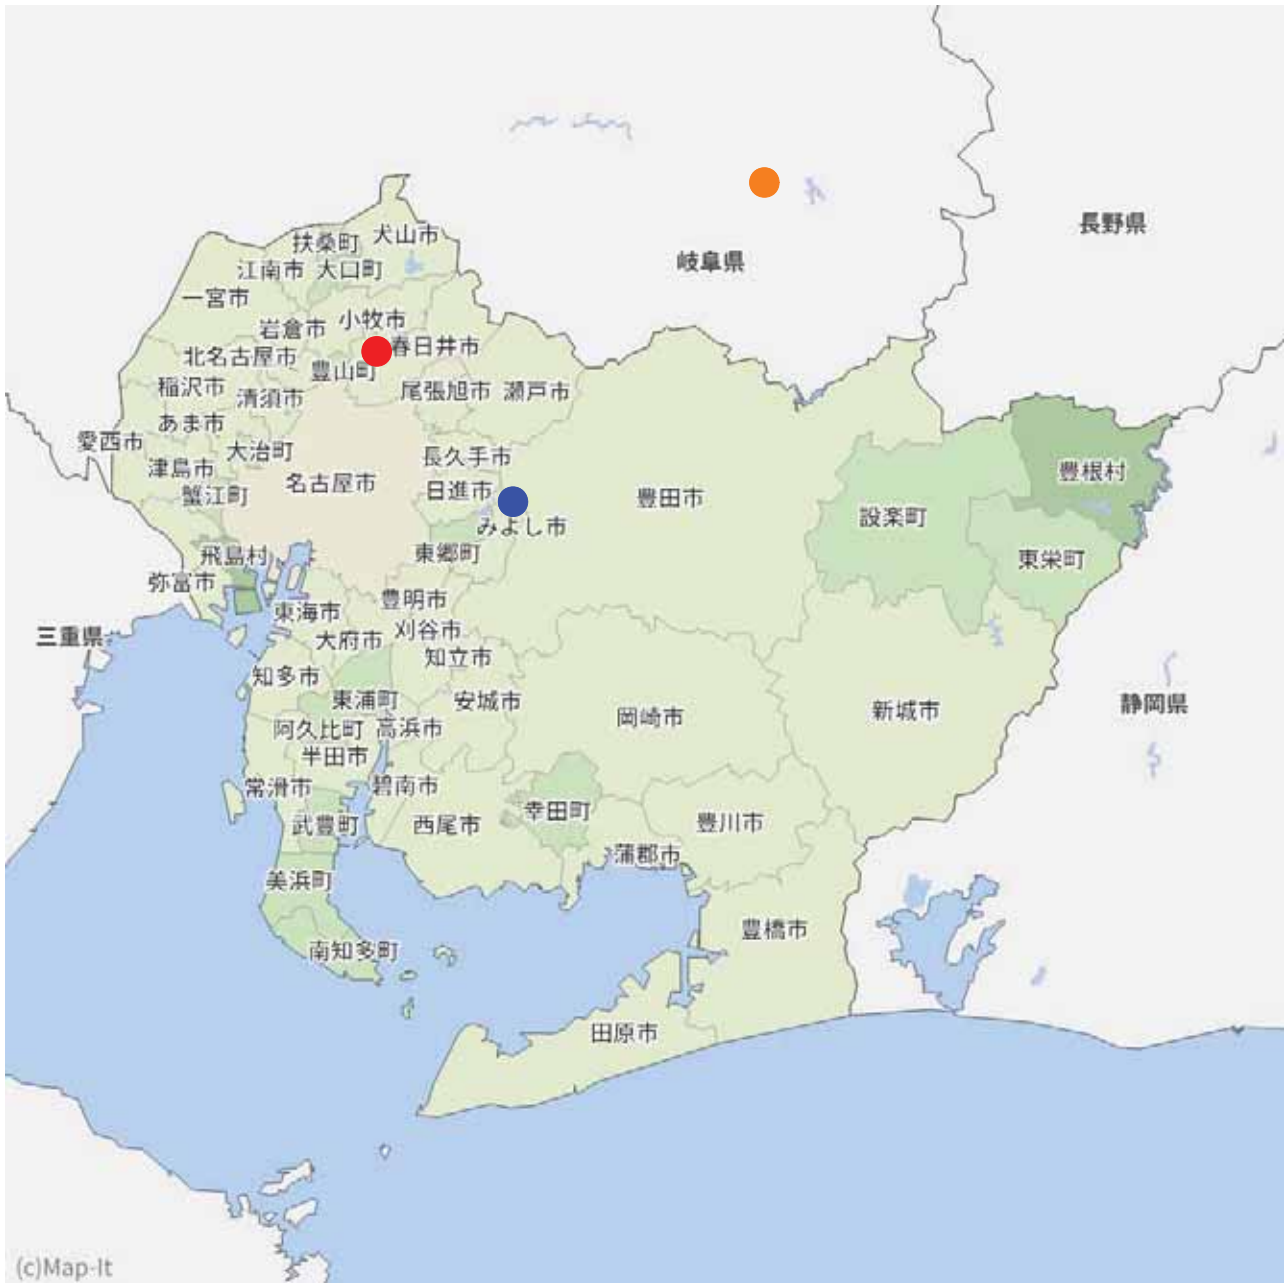 長野県
岐阜県
犬山市
扶桑町
江南市
大口町
一宮市
小牧市
岩倉市
春日井市
北名古屋市
豊山町
稲沢市
清須市
尾張旭市
瀬戸市
あま市
愛西市
大治町
長久手市
津島市
名古屋市
日進市
蟹江町
豊田市
みよし市
設楽町
豊根村
東栄町
飛島村
東郷町
弥富市
東海市
豊明市
三重県
大府市
刈谷市
知立市
知多市
東浦町
安城市
岡崎市
新城市
静岡県
阿久比町
高浜市
半田市
常滑市
碧南市
武豊町
西尾市
幸田町
豊川市
蒲郡市
美浜町
南知多町
豊橋市
田原市
(c)Map-It